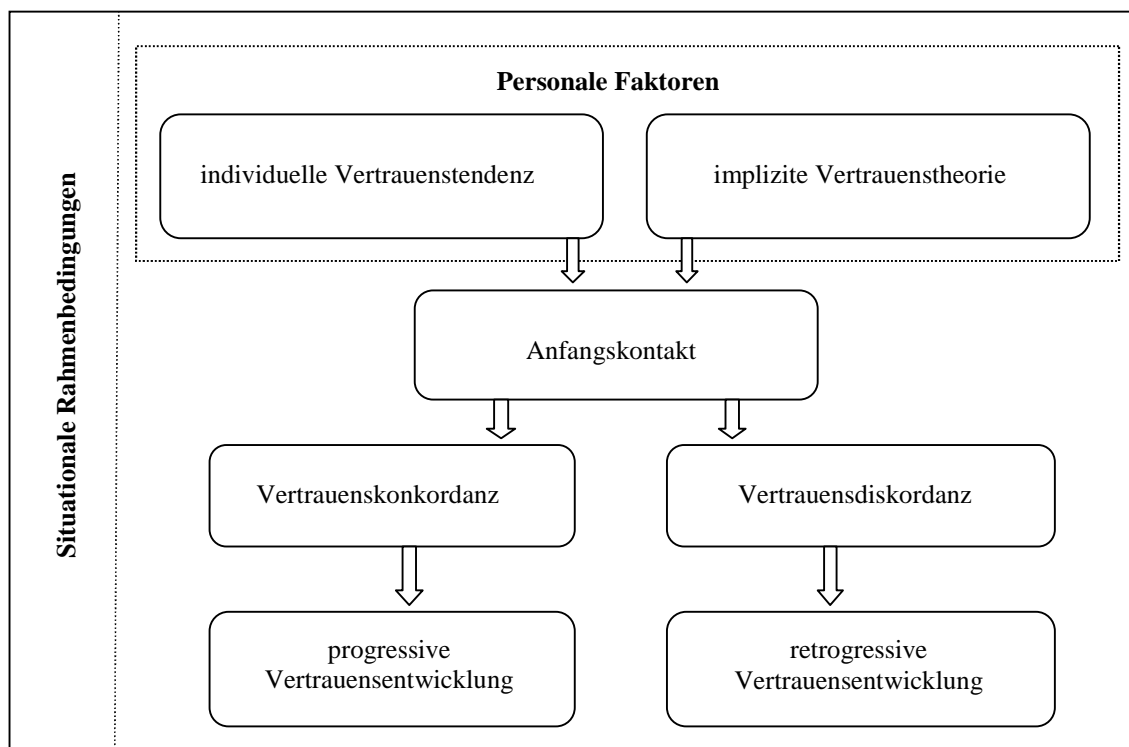 Situationale Rahmenbedingungen
Personale Faktoren
individuelle Vertrauenstendenz
implizite Vertrauenstheorie
Anfangskontakt
Vertrauenskonkordanz
Vertrauensdiskordanz
progressive
Vertrauensentwicklung
retrogressive
Vertrauensentwicklung